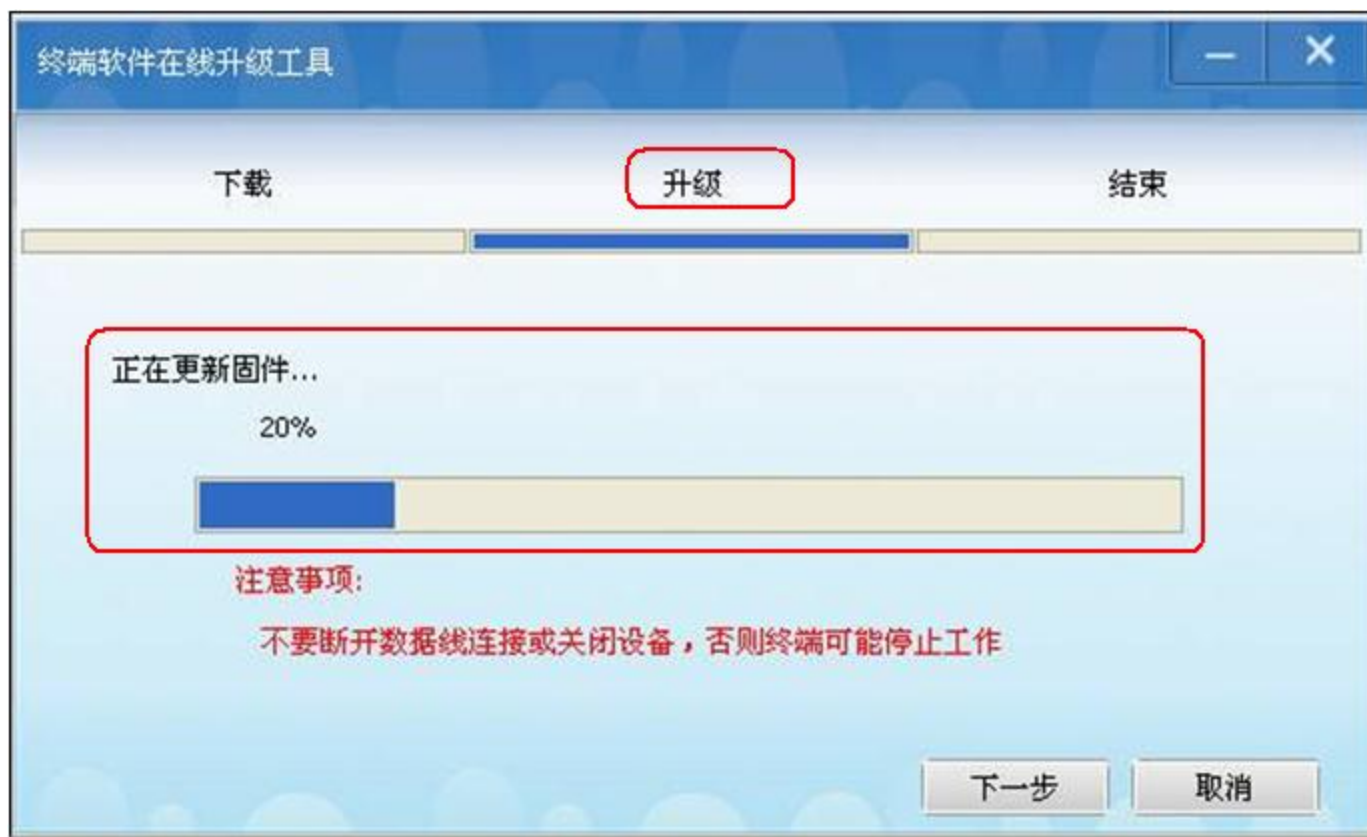 终端软件在线升级工具
下载 升级 结束
正在更新固件...
20%
注意事项:
不要断开数据线连接或关闭设备，否则终端可能停止工作
下一步 取消